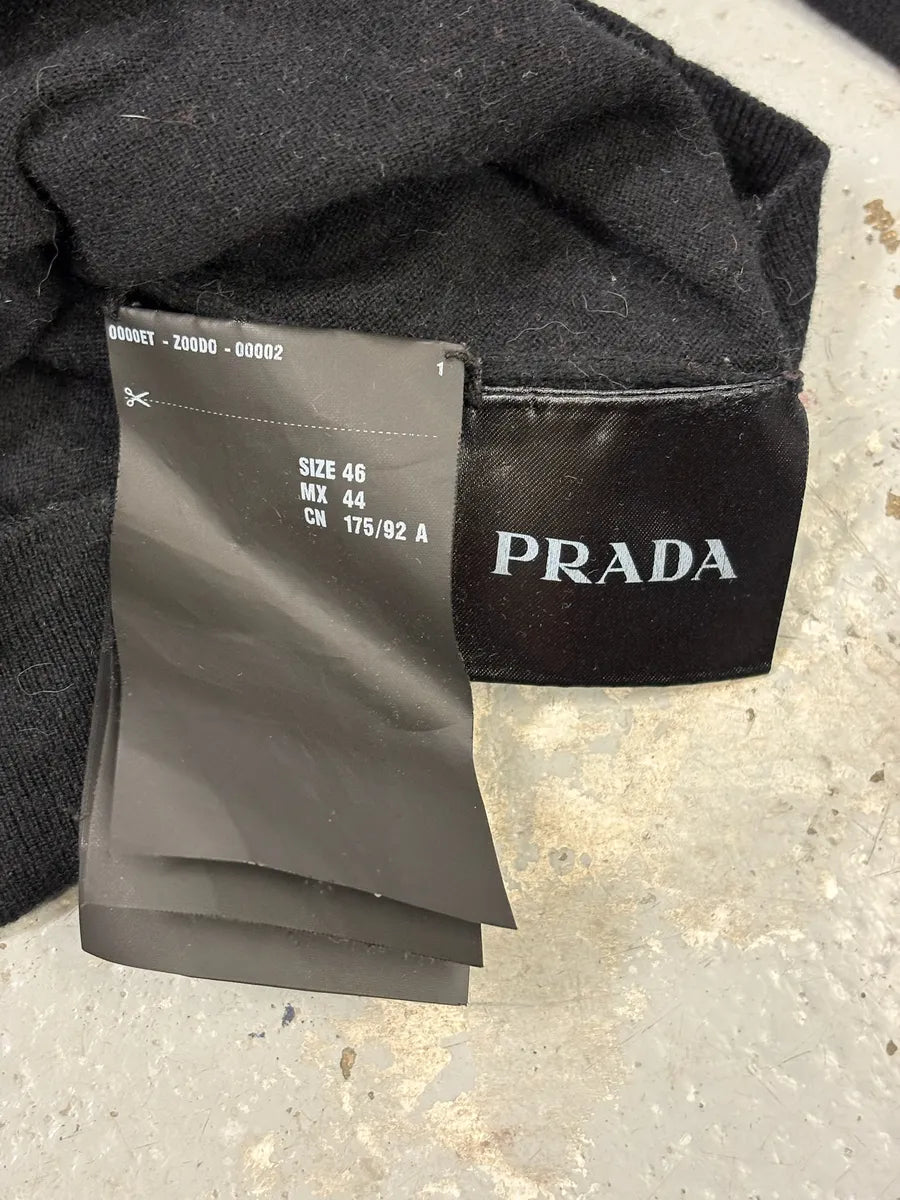 0000ET - Z00D0 - 00002
1
SIZE 46
MX 44
CN 175/92 A
PRADA